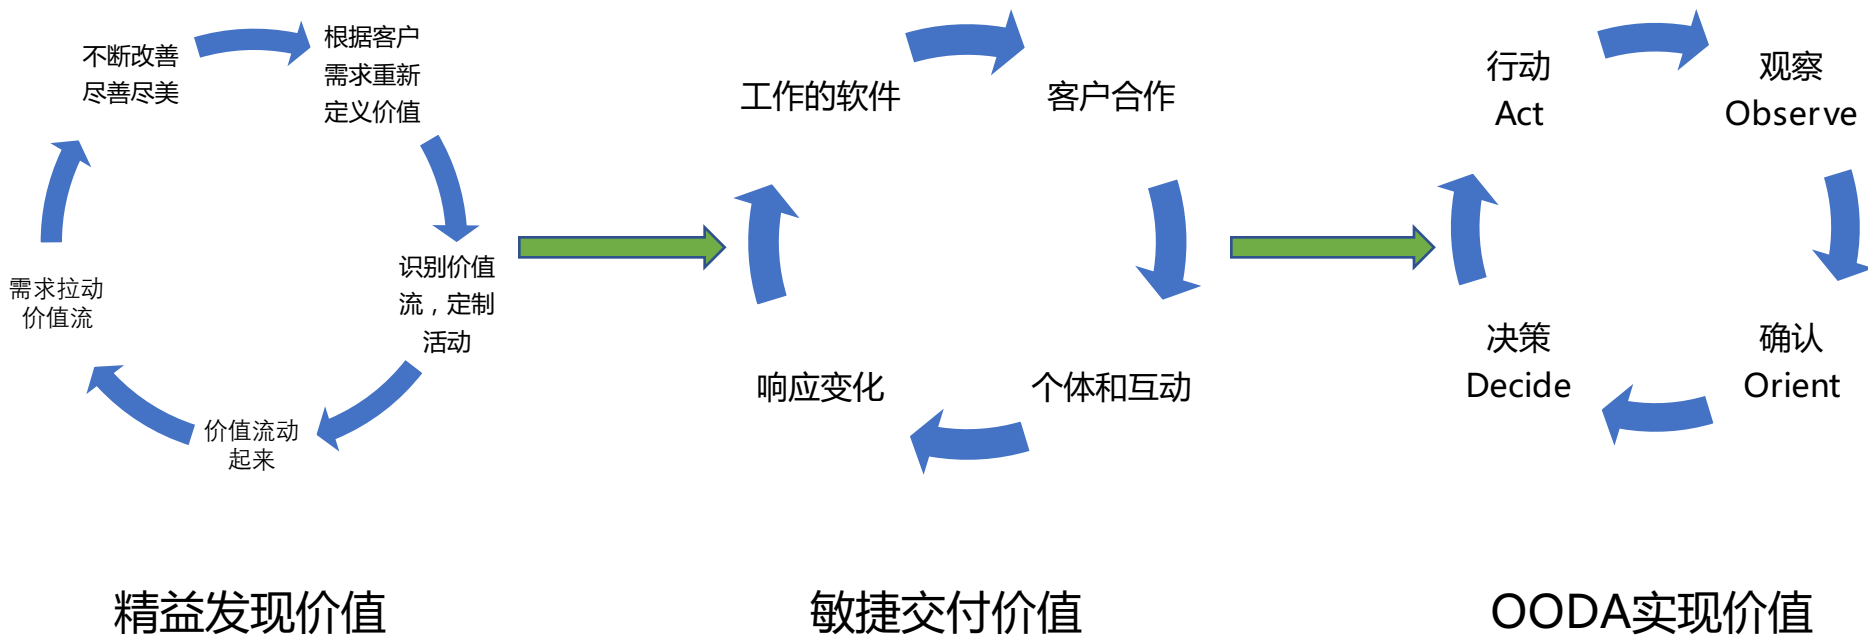 不断改善
尽善尽美
根据客户
需求重新
定义价值
识别价值
流，定制
活动
价值流动
起来
需求拉动
价值流
精益发现价值
工作的软件
客户合作
个体和互动
响应变化
敏捷交付价值
行动
Act
观察
Observe
确认
Orient
决策
Decide
OODA实现价值